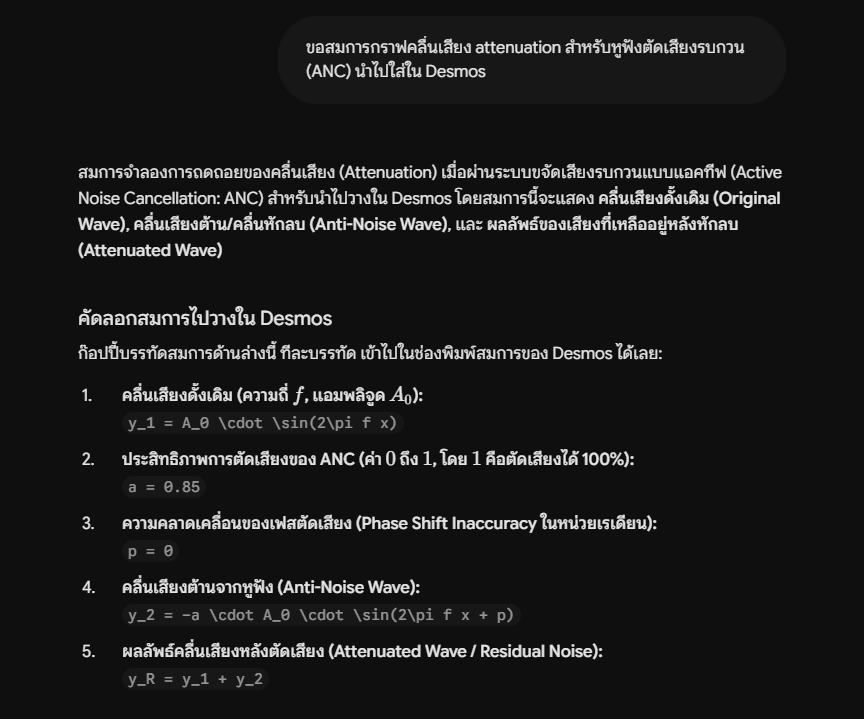 ขอสมการกราฟคลื่นเสียง attenuation สำหรับหูฟังตัดเสียงรบกวน
(ANC) นำไปใส่ใน Desmos
สมการจำลองการถดถอยของคลื่นเสียง (Attenuation) เมื่อผ่านระบบขจัดเสียงรบกวนแบบแอคทีฟ (Active
Noise Cancellation: ANC) สำหรับนำไปวางใน Desmos โดยสมการนี้จะแสดง คลื่นเสียงดั้งเดิม (Original
Wave), คลื่นเสียงต้าน/คลื่นหักลบ (Anti-Noise Wave), และ ผลลัพธ์ของเสียงที่เหลืออยู่หลังหักลบ
(Attenuated Wave)
คัดลอกสมการไปวางใน Desmos
ก๊อปปี้บรรทัดสมการด้านล่างนี้ ทีละบรรทัด เข้าไปในช่องพิมพ์สมการของ Desmos ได้เลย:
1. คลื่นเสียงดั้งเดิม (ความถี่ f, แอมพลิจูด A₀):
y_1 = A_0 \cdot \sin(2\pi f x)
2. ประสิทธิภาพการตัดเสียงของ ANC (ค่า 0 ถึง 1, โดย 1 คือตัดเสียงได้ 100%):
a = 0.85
3. ความคลาดเคลื่อนของเฟสตัดเสียง (Phase Shift Inaccuracy ในหน่วยเรเดียน):
p = 0
4. คลื่นเสียงต้านจากหูฟัง (Anti-Noise Wave):
y_2 = -a \cdot A_0 \cdot \sin(2\pi f x + p)
5. ผลลัพธ์คลื่นเสียงหลังตัดเสียง (Attenuated Wave / Residual Noise):
y_R = y_1 + y_2